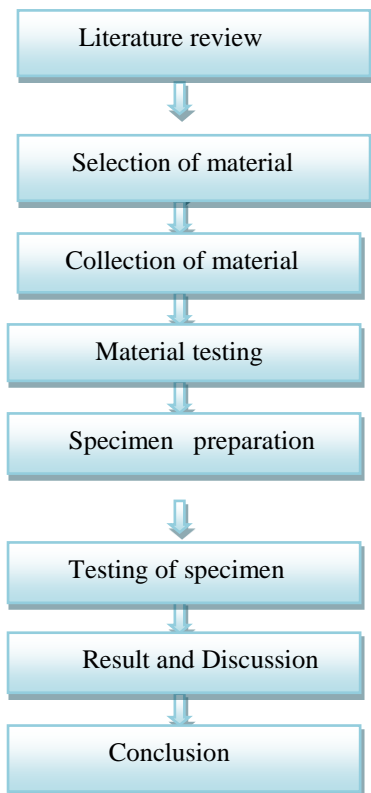 Literature review
Selection of material
Collection of material
Material testing
Specimen preparation
Testing of specimen
Result and Discussion
Conclusion